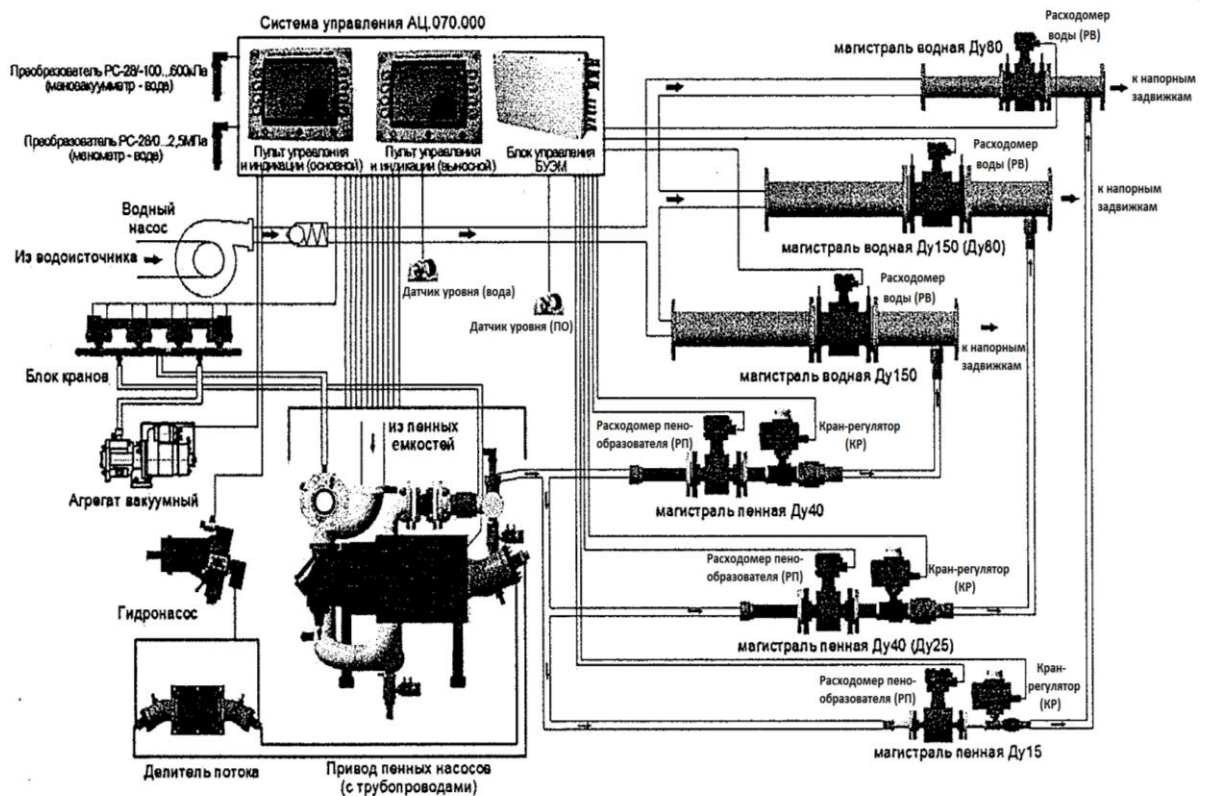 Система управления АЦ.070.000
Преобразователь РС-28/-100...600кПа
(мановакуумметр - вода)
Преобразователь РС-28/0...2,5МПа
(манометр - вода)
Пульт управления
и индикации (основной)
Пульт управления
и индикации (выносной)
Блок управления
БУЭМ
Расходомер
воды (РВ)
магистраль водная Ду80
к напорным
задвижкам
Расходомер
воды (РВ)
к напорным
задвижкам
магистраль водная Ду150 (Ду80)
Водный
насос
Из водоисточника
Датчик уровня (вода)
Датчик уровня (ПО)
Расходомер
воды (РВ)
к напорным
задвижкам
магистраль водная Ду150
Блок кранов
из пенных
емкостей
Расходомер пено-
образователя (РП)
Кран-регулятор
(КР)
магистраль пенная Ду40
Агрегат вакуумный
Расходомер пено-
образователя (РП)
Кран-регулятор
(КР)
магистраль пенная Ду40 (Ду25)
Гидронасос
Расходомер пено-
образователя (РП)
Кран-
регулятор
(КР)
магистраль пенная Ду15
Делитель потока
Привод пенных насосов
(с трубопроводами)